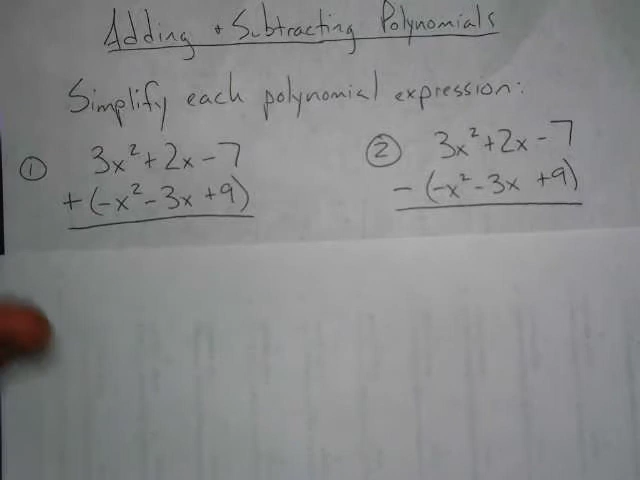 Adding + Subtracting Polynomials
Simplify each polynomial expression:
① 3x² + 2x - 7
+ (-x² - 3x + 9)
② 3x² + 2x - 7
- (-x² - 3x + 9)